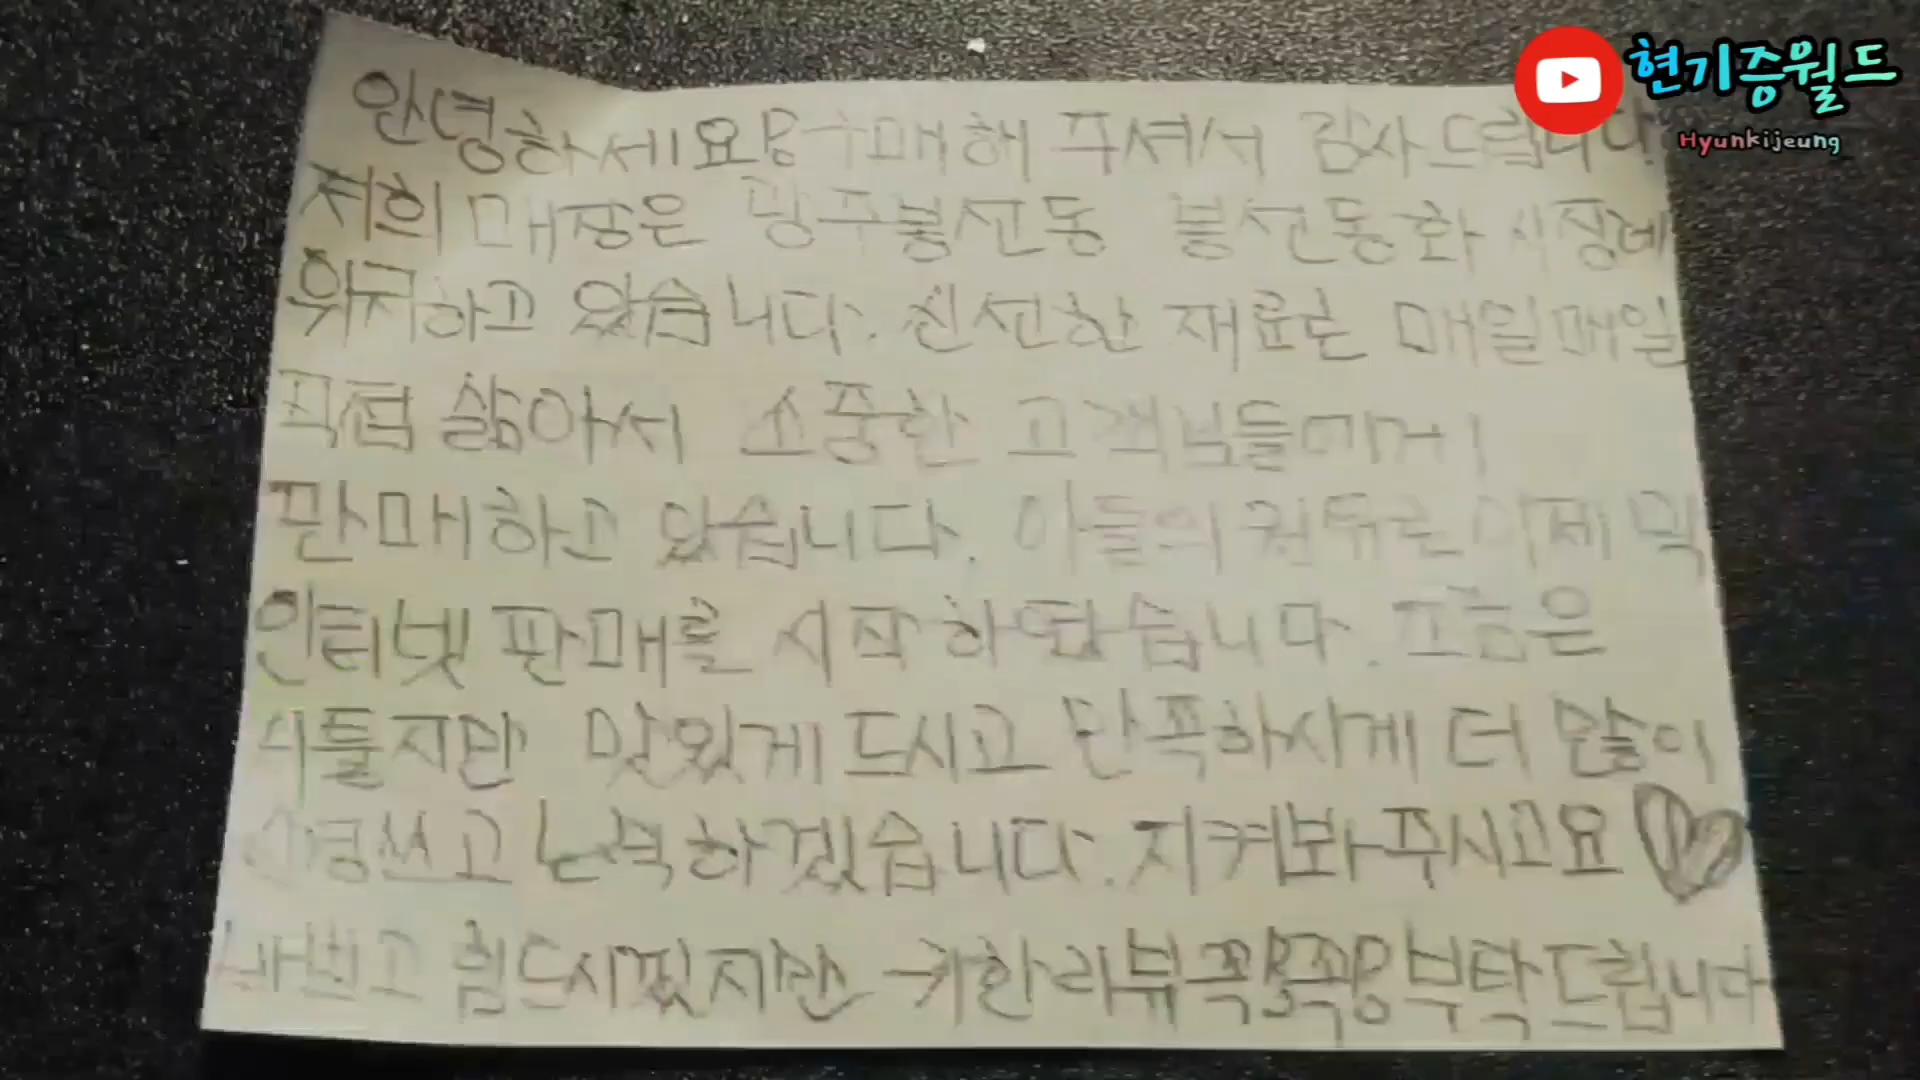 현기증월드
Hyunkijeung
안녕하세요! 구매해 주셔서 감사드립니다!
저희 매장은 광주봉선동 봉선동화 시장에
위치하고 있습니다. 신선한 재료로 매일매일
직접 삶아서 소중한 고객님들에게
판매하고 있습니다. 아들의 권유로 이제 막
인터넷 판매를 시작하였습니다. 조금은
서툴지만 맛있게 드시고 만족하시게 더 많이
신경쓰고 노력하겠습니다. 지켜봐주시고요
바쁘고 힘드시겠지만 귀한리뷰꼭!꼭!부탁드립니다